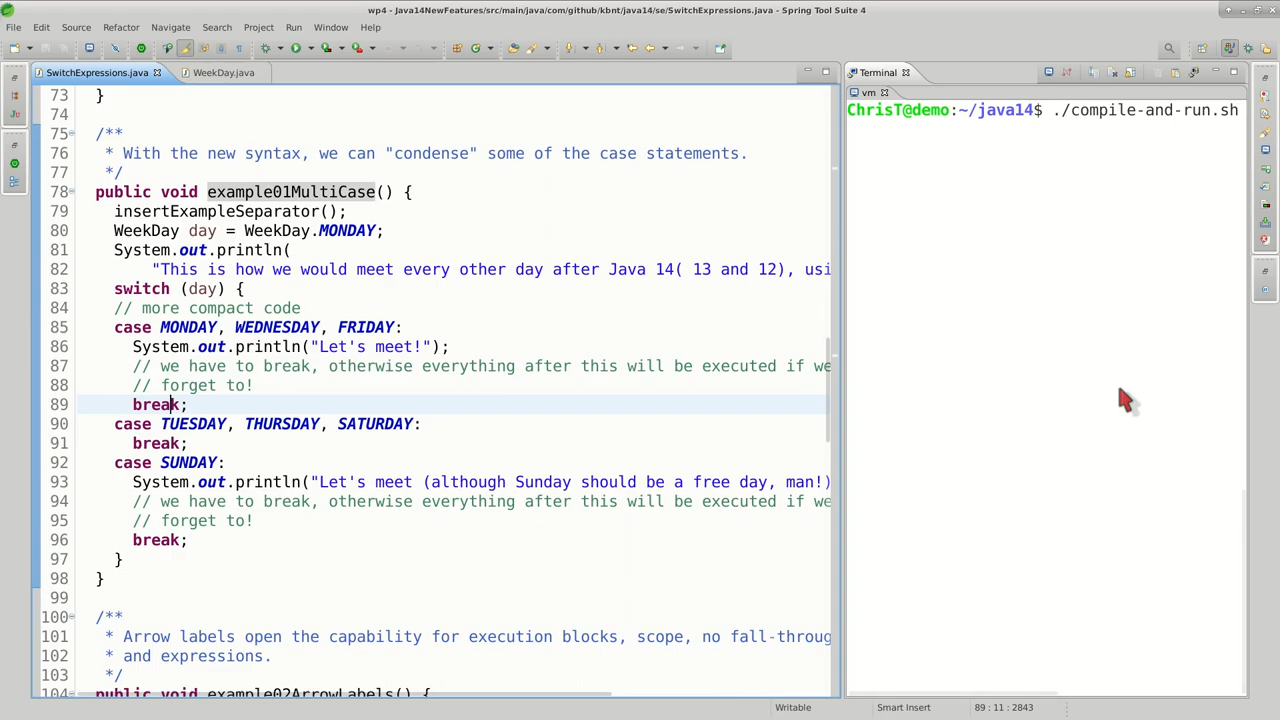 wp4 - Java14NewFeatures/src/main/java/com/github/kbnt/java14/se/SwitchExpressions.java - Spring Tool Suite 4
File Edit Source Refactor Navigate Search Project Run Window Help
SwitchExpressions.java WeekDay.java Terminal
vm
73 }
74
75 /**
76 * With the new syntax, we can "condense" some of the case statements.
77 */
78 public void example01MultiCase() {
79 insertExampleSeparator();
80 WeekDay day = WeekDay.MONDAY;
81 System.out.println(
82 "This is how we would meet every other day after Java 14( 13 and 12), usi
83 switch (day) {
84 // more compact code
85 case MONDAY, WEDNESDAY, FRIDAY:
86 System.out.println("Let's meet!");
87 // we have to break, otherwise everything after this will be executed if we
88 // forget to!
89 break;
90 case TUESDAY, THURSDAY, SATURDAY:
91 break;
92 case SUNDAY:
93 System.out.println("Let's meet (although Sunday should be a free day, man!)
94 // we have to break, otherwise everything after this will be executed if we
95 // forget to!
96 break;
97 }
98 }
99
100 /**
101 * Arrow labels open the capability for execution blocks, scope, no fall-throug
102 * and expressions.
103 */
104 public void example02ArrowLabels() {
ChrisT@demo:~/java14$ ./compile-and-run.sh
Writable Smart Insert 89 : 11 : 2843